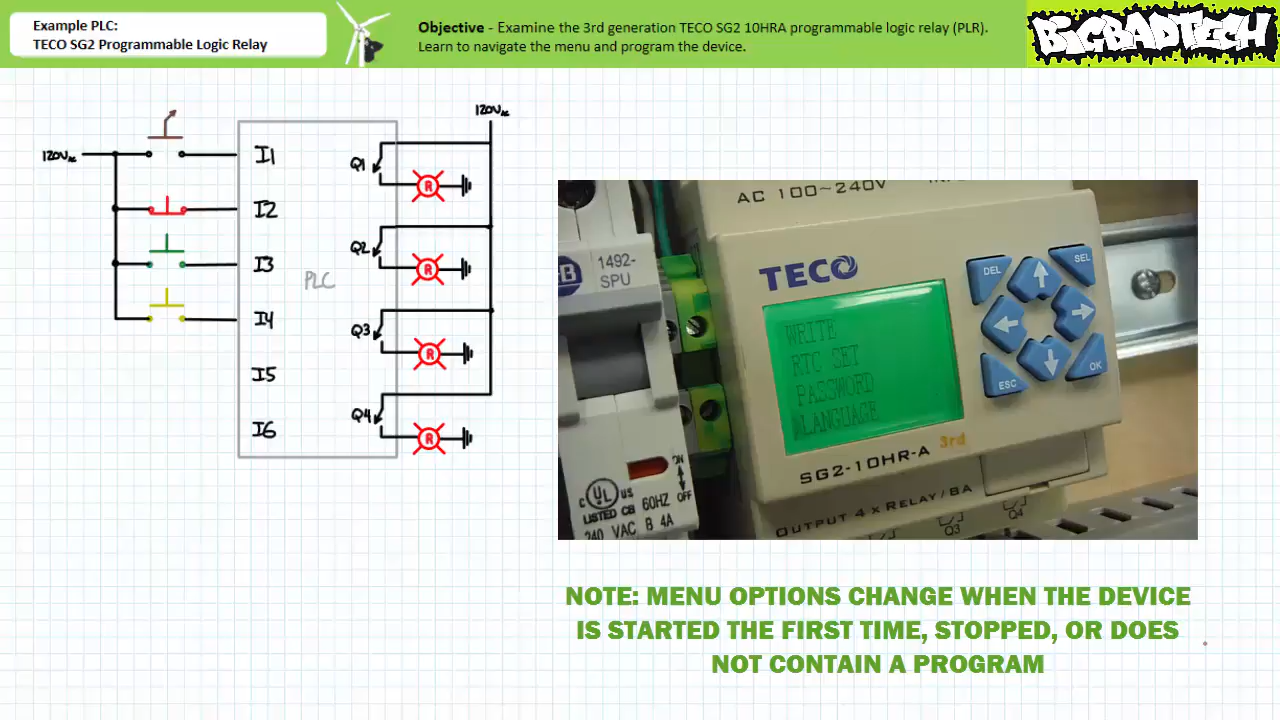 Example PLC:
TECO SG2 Programmable Logic Relay
Objective - Examine the 3rd generation TECO SG2 10HRA programmable logic relay (PLR).
Learn to navigate the menu and program the device.
BIGBADTECH
120VAC
120VAC
I1
I2
I3
I4
I5
I6
PLC
Q1
R
Q2
R
Q3
R
Q4
R
AC 100~240V
1492-
SPU
TECO
WRITE
RTC SET
PASSWORD
LANGUAGE
DEL
SEL
ESC
OK
SG2-10HR-A 3rd
OUTPUT 4 x RELAY/8A
Q3
Q4
ON
OFF
C UL US
LISTED CB
60HZ
240 VAC B 4A
NOTE: MENU OPTIONS CHANGE WHEN THE DEVICE
IS STARTED THE FIRST TIME, STOPPED, OR DOES
NOT CONTAIN A PROGRAM